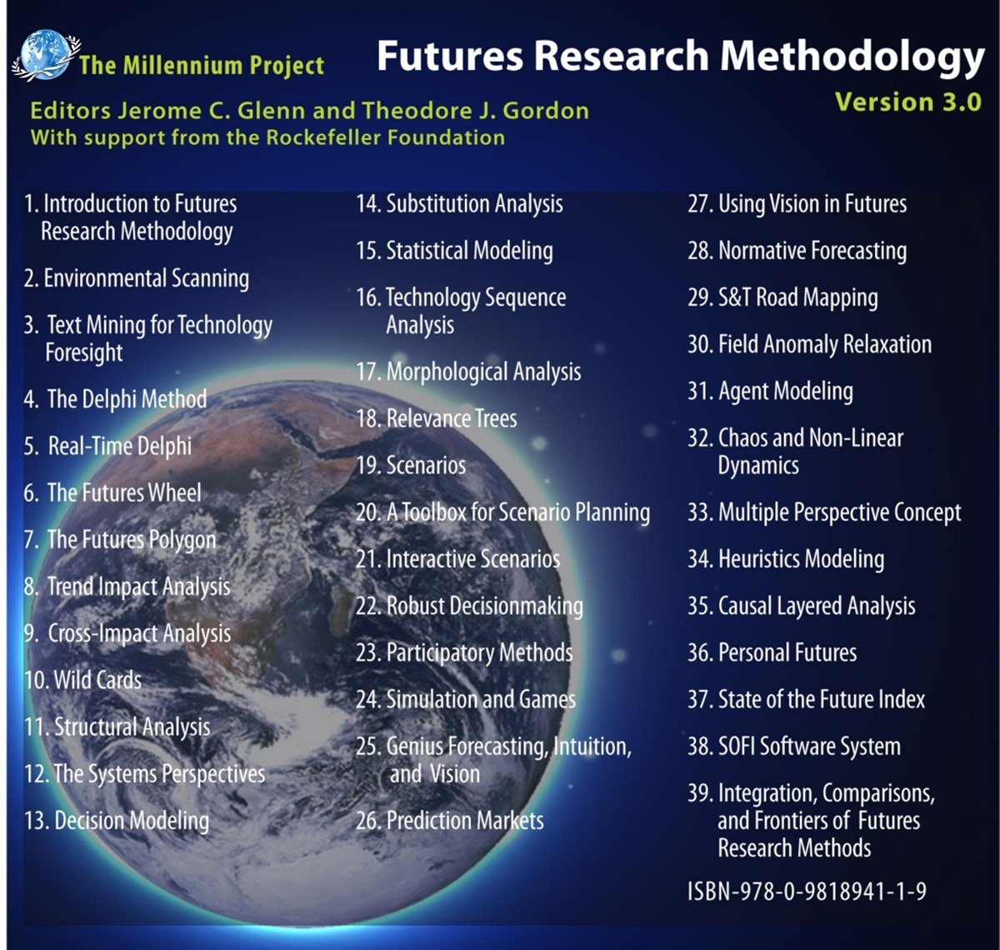 The Millennium Project
Futures Research Methodology
Version 3.0
Editors Jerome C. Glenn and Theodore J. Gordon
With support from the Rockefeller Foundation
1. Introduction to Futures
Research Methodology
2. Environmental Scanning
3. Text Mining for Technology
Foresight
4. The Delphi Method
5. Real-Time Delphi
6. The Futures Wheel
7. The Futures Polygon
8. Trend Impact Analysis
9. Cross-Impact Analysis
10. Wild Cards
11. Structural Analysis
12. The Systems Perspectives
13. Decision Modeling
14. Substitution Analysis
15. Statistical Modeling
16. Technology Sequence
Analysis
17. Morphological Analysis
18. Relevance Trees
19. Scenarios
20. A Toolbox for Scenario Planning
21. Interactive Scenarios
22. Robust Decisionmaking
23. Participatory Methods
24. Simulation and Games
25. Genius Forecasting, Intuition,
and Vision
26. Prediction Markets
27. Using Vision in Futures
28. Normative Forecasting
29. S&T Road Mapping
30. Field Anomaly Relaxation
31. Agent Modeling
32. Chaos and Non-Linear
Dynamics
33. Multiple Perspective Concept
34. Heuristics Modeling
35. Causal Layered Analysis
36. Personal Futures
37. State of the Future Index
38. SOFI Software System
39. Integration, Comparisons,
and Frontiers of Futures
Research Methods
ISBN-978-0-9818941-1-9